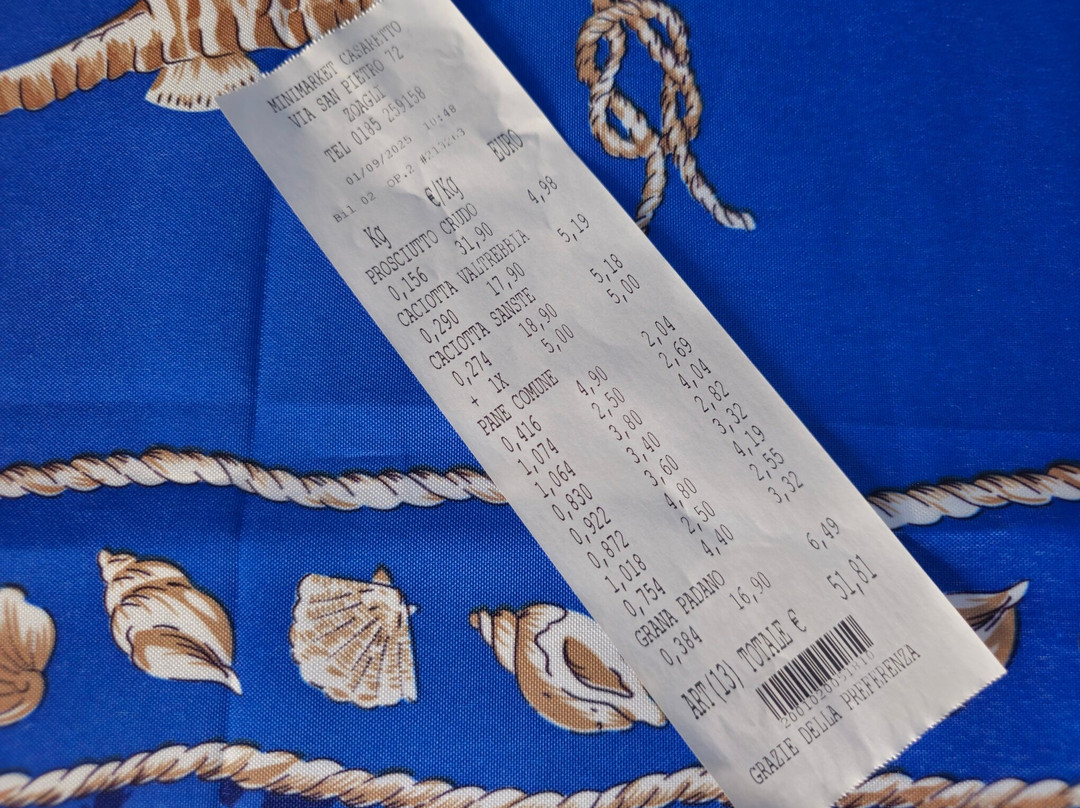 MINIMARKET CASARETTO
VIA SAN PIETRO 72
ZOAGLI
TEL 0185 259158
01/09/2025 10:48
Bil 02 OP.2
Kg €/Kg EURO
PROSCIUTTO CRUDO
0,156 31,90 4,98
CACIOTTA VALTREBBIA
0,290 17,90 5,19
CACIOTTA SANSTE
0,274 18,90 5,18
+ 1X 5,00 5,00
PANE COMUNE
0,416 4,90 2,04
1,074 2,50 2,69
1,064 3,80 4,04
0,830 3,40 2,82
0,922 3,60 3,32
0,872 4,80 4,19
1,018 2,50 2,55
0,754 4,40 3,32
GRANA PADANO
0,384 16,90 6,49
ART(13) TOTALE € 51,81
GRAZIE DELLA PREFERENZA